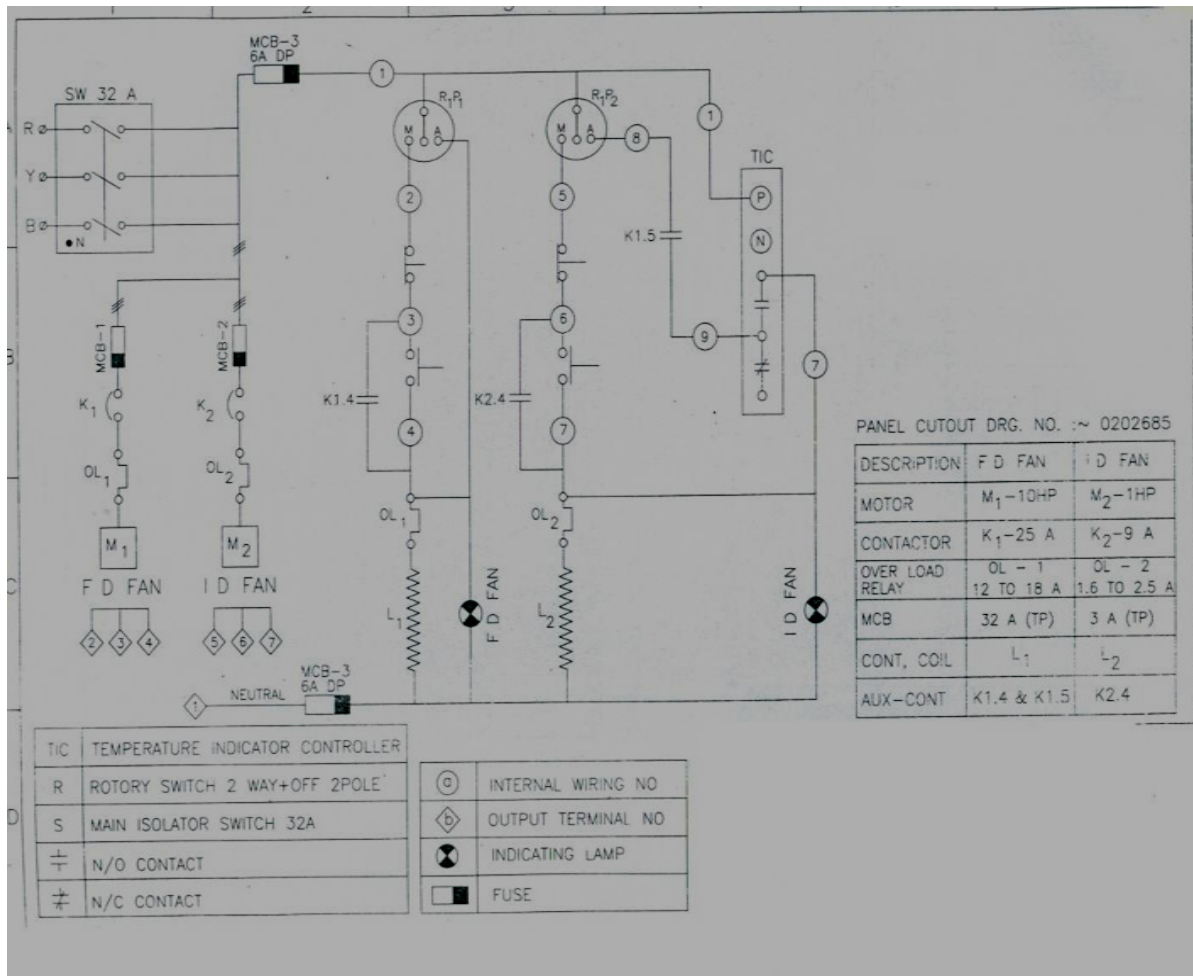 1
2
MCB-3
6A DP
SW 32 A
R
Y
B
N
1
R1P1
M A
R1P2
M A
8
1
TIC
P
N
2
5
K1.5
3
6
9
7
MCB-1
MCB-2
K1
K2
K1.4
K2.4
4
7
OL1
OL2
OL1
OL2
M1
M2
F D FAN
I D FAN
2 3 4
5 6 7
L1
L2
F D FAN
I D FAN
MCB-3
6A DP
1 NEUTRAL
A
B
C
D
PANEL CUTOUT DRG. NO. :~ 0202685
DESCRIPTION F D FAN I D FAN
MOTOR M1-10HP M2-1HP
CONTACTOR K1-25 A K2-9 A
OVER LOAD RELAY OL - 1 12 TO 18 A OL - 2 1.6 TO 2.5 A
MCB 32 A (TP) 3 A (TP)
CONT, COIL L1 L2
AUX-CONT K1.4 & K1.5 K2.4
TIC TEMPERATURE INDICATOR CONTROLLER
R ROTORY SWITCH 2 WAY+OFF 2POLE
S MAIN ISOLATOR SWITCH 32A
N/O CONTACT
N/C CONTACT
a INTERNAL WIRING NO
b OUTPUT TERMINAL NO
INDICATING LAMP
FUSE